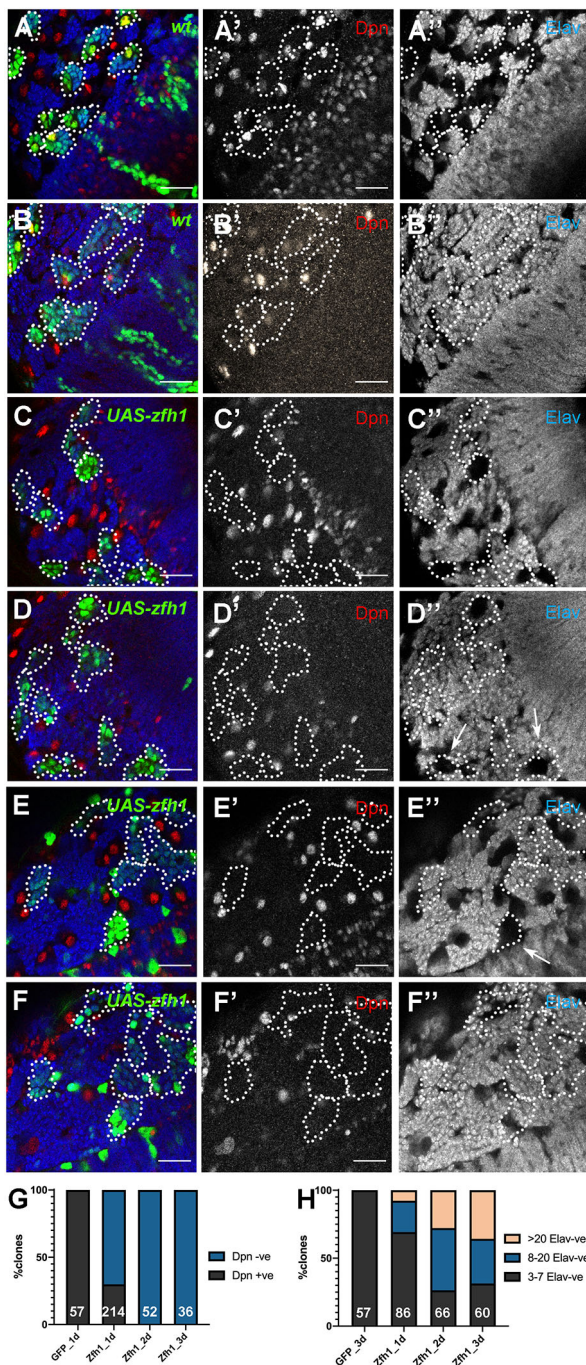 A wt A' Dpn A'' Elav
B wt B' Dpn B'' Elav
C UAS-zfh1 C' Dpn C'' Elav
D UAS-zfh1 D' Dpn D'' Elav
E UAS-zfh1 E' Dpn E'' Elav
F UAS-zfh1 F' Dpn F'' Elav
G
100
50
0
%clones
57 214 52 36
GFP_1d Zfh1_1d Zfh1_2d Zfh1_3d
Dpn -ve
Dpn +ve
H
100
50
0
%clones
57 86 66 60
GFP_3d Zfh1_1d Zfh1_2d Zfh1_3d
>20 Elav-ve
8-20 Elav-ve
3-7 Elav-ve